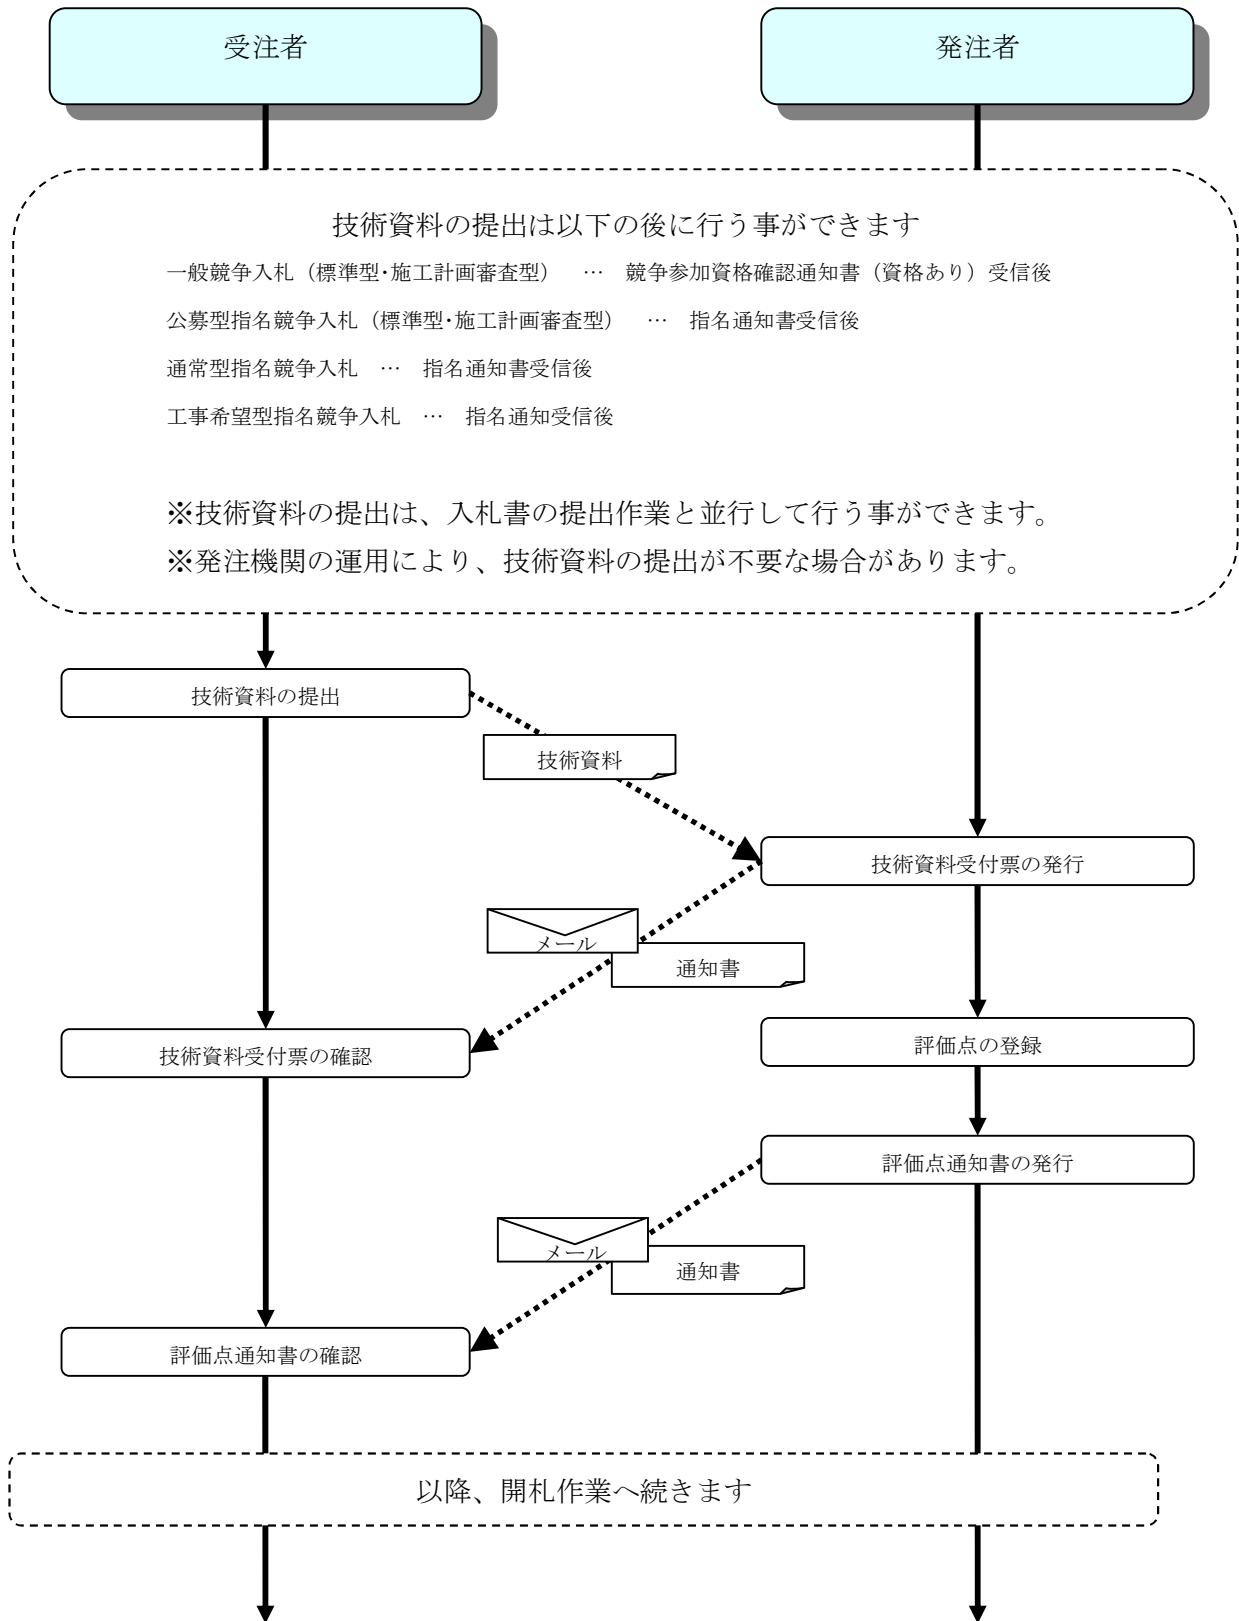 受注者
発注者
技術資料の提出は以下の後に行う事ができます
一般競争入札（標準型･施工計画審査型）　…　競争参加資格確認通知書（資格あり）受信後
公募型指名競争入札（標準型･施工計画審査型）　…　指名通知書受信後
通常型指名競争入札　…　指名通知書受信後
工事希望型指名競争入札　…　指名通知受信後
※技術資料の提出は、入札書の提出作業と並行して行う事ができます。
※発注機関の運用により、技術資料の提出が不要な場合があります。
技術資料の提出
技術資料
技術資料受付票の発行
メール
通知書
技術資料受付票の確認
評価点の登録
評価点通知書の発行
メール
通知書
評価点通知書の確認
以降、開札作業へ続きます